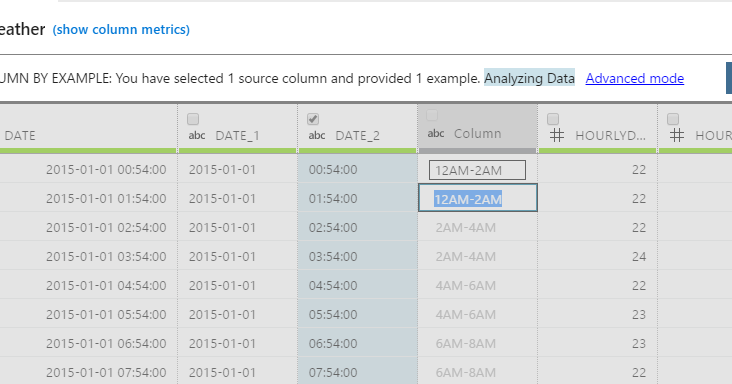 eather (show column metrics)
UMN BY EXAMPLE: You have selected 1 source column and provided 1 example. Analyzing Data Advanced mode
DATE abc DATE_1 abc DATE_2 abc Column # HOURLYD... # HOUR
2015-01-01 00:54:00 2015-01-01 00:54:00 12AM-2AM 22
2015-01-01 01:54:00 2015-01-01 01:54:00 12AM-2AM 22
2015-01-01 02:54:00 2015-01-01 02:54:00 2AM-4AM 22
2015-01-01 03:54:00 2015-01-01 03:54:00 2AM-4AM 24
2015-01-01 04:54:00 2015-01-01 04:54:00 4AM-6AM 22
2015-01-01 05:54:00 2015-01-01 05:54:00 4AM-6AM 23
2015-01-01 06:54:00 2015-01-01 06:54:00 6AM-8AM 23
2015-01-01 07:54:00 2015-01-01 07:54:00 6AM-8AM 22